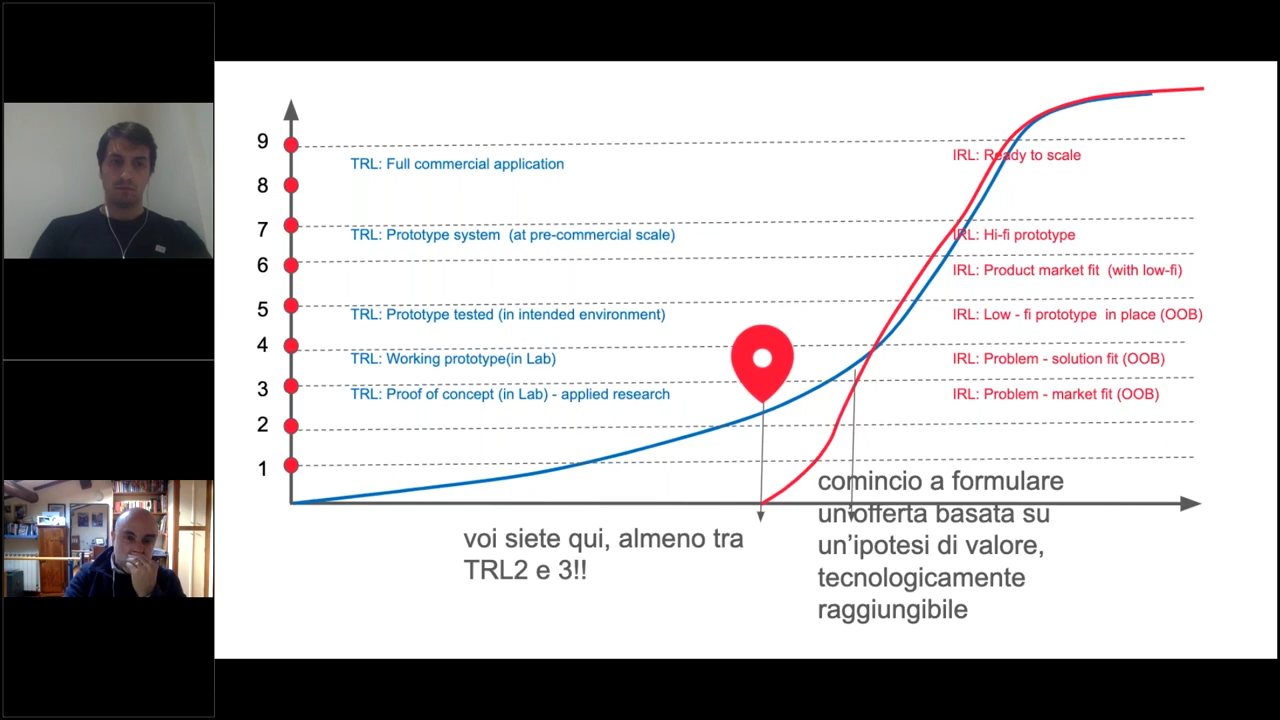 9
TRL: Full commercial application
IRL: Ready to scale
8
7
TRL: Prototype system (at pre-commercial scale)
IRL: Hi-fi prototype
6
IRL: Product market fit (with low-fi)
5
TRL: Prototype tested (in intended environment)
IRL: Low - fi prototype in place (OOB)
4
TRL: Working prototype(in Lab)
IRL: Problem - solution fit (OOB)
3
TRL: Proof of concept (in Lab) - applied research
IRL: Problem - market fit (OOB)
2
1
voi siete qui, almeno tra
TRL2 e 3!!
comincio a formulare
un'offerta basata su
un'ipotesi di valore,
tecnologicamente
raggiungibile